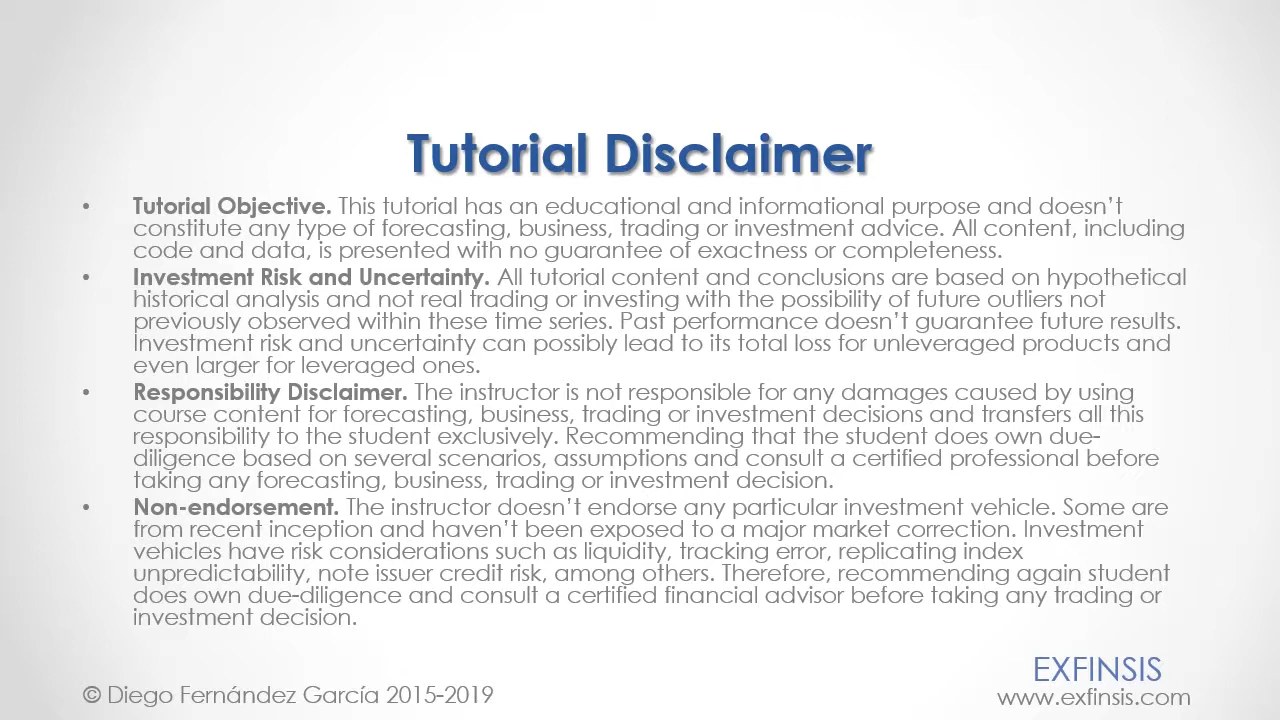 Tutorial Disclaimer
• Tutorial Objective. This tutorial has an educational and informational purpose and doesn’t
constitute any type of forecasting, business, trading or investment advice. All content, including
code and data, is presented with no guarantee of exactness or completeness.
• Investment Risk and Uncertainty. All tutorial content and conclusions are based on hypothetical
historical analysis and not real trading or investing with the possibility of future outliers not
previously observed within these time series. Past performance doesn’t guarantee future results.
Investment risk and uncertainty can possibly lead to its total loss for unleveraged products and
even larger for leveraged ones.
• Responsibility Disclaimer. The instructor is not responsible for any damages caused by using
course content for forecasting, business, trading or investment decisions and transfers all this
responsibility to the student exclusively. Recommending that the student does own due-
diligence based on several scenarios, assumptions and consult a certified professional before
taking any forecasting, business, trading or investment decision.
• Non-endorsement. The instructor doesn’t endorse any particular investment vehicle. Some are
from recent inception and haven’t been exposed to a major market correction. Investment
vehicles have risk considerations such as liquidity, tracking error, replicating index
unpredictability, note issuer credit risk, among others. Therefore, recommending again student
does own due-diligence and consult a certified financial advisor before taking any trading or
investment decision.
EXFINSIS
© Diego Fernández García 2015-2019
www.exfinsis.com